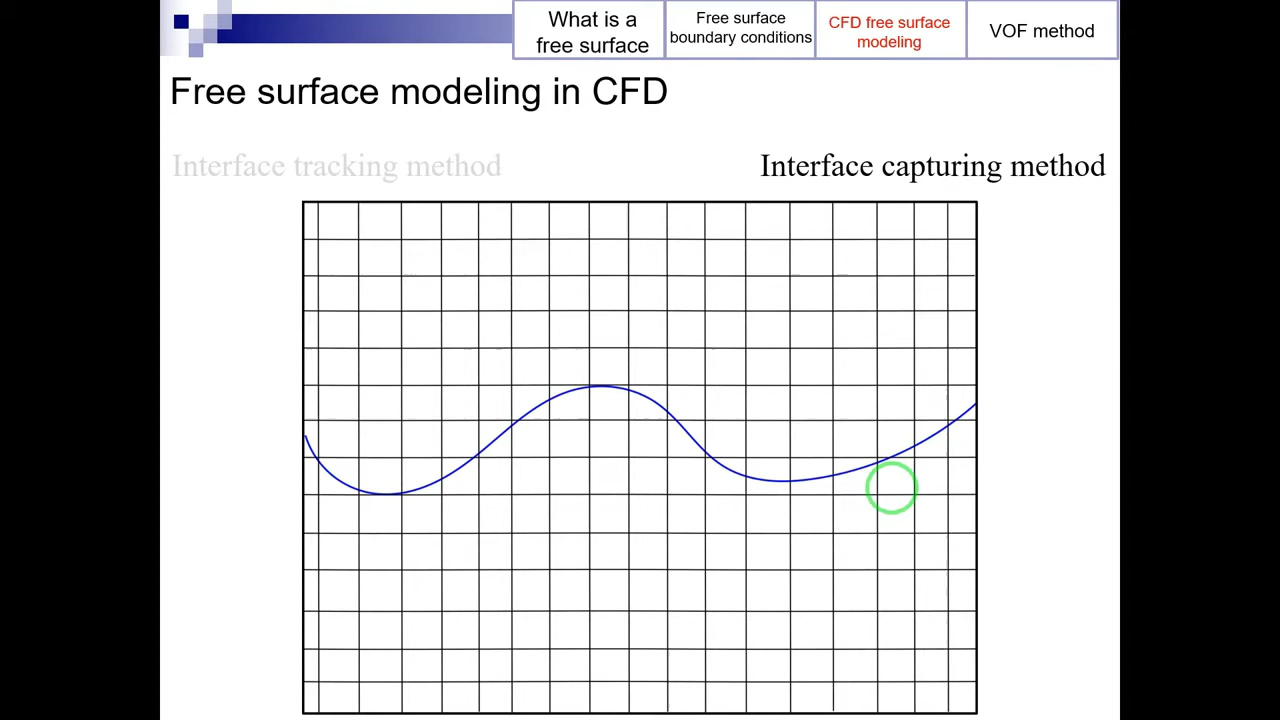 What is a
free surface
Free surface
boundary conditions
CFD free surface
modeling
VOF method
Free surface modeling in CFD
Interface tracking method
Interface capturing method